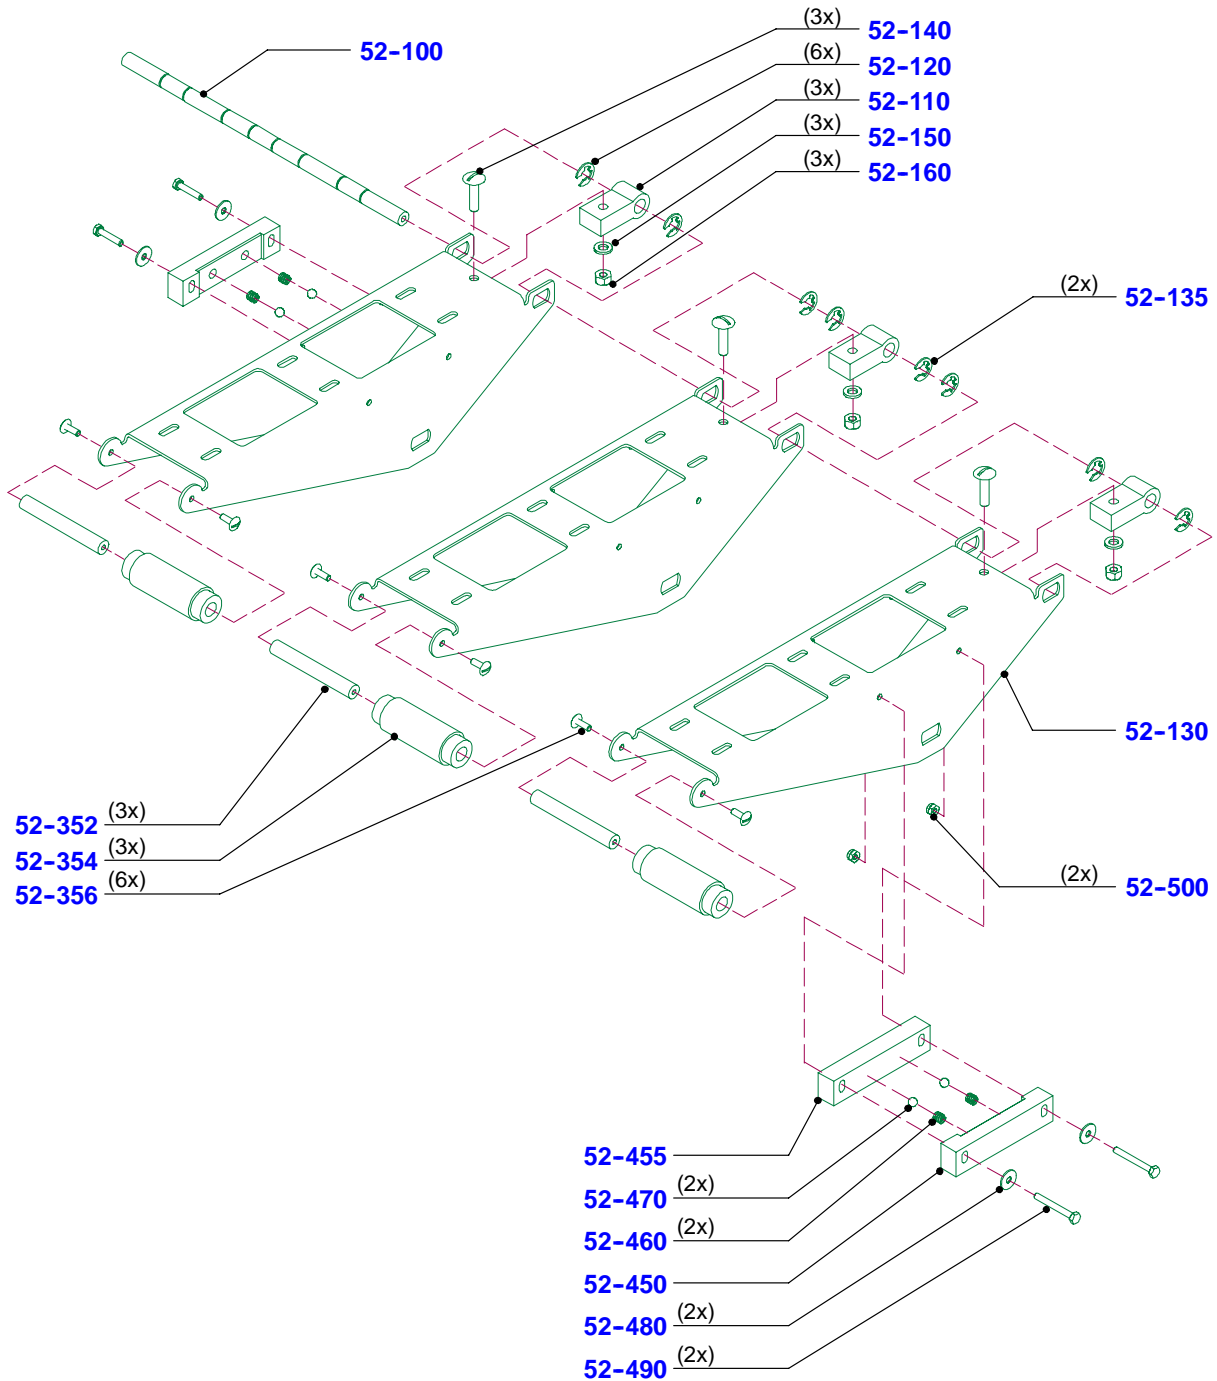 (3x) 52-140
52-100
(6x) 52-120
(3x) 52-110
(3x) 52-150
(3x) 52-160
(2x) 52-135
52-130
52-352 (3x)
52-354 (3x)
52-356 (6x)
(2x) 52-500
52-455
52-470 (2x)
52-460 (2x)
52-450
52-480 (2x)
52-490 (2x)